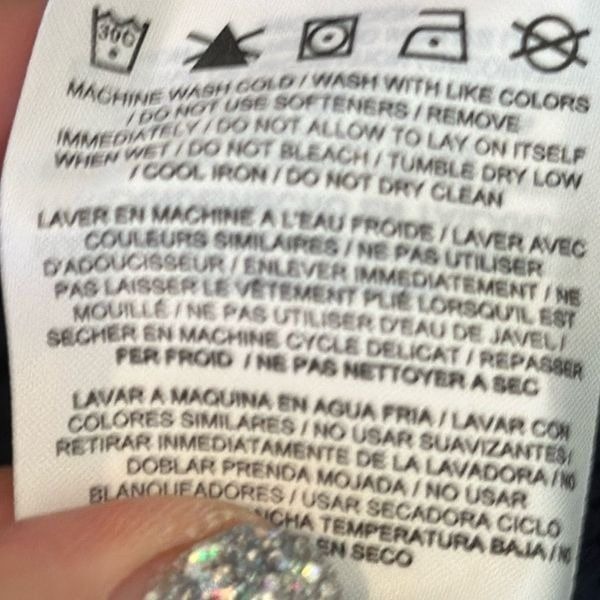 30C
MACHINE WASH COLD / WASH WITH LIKE COLORS
/ DO NOT USE SOFTENERS / REMOVE
IMMEDIATELY / DO NOT ALLOW TO LAY ON ITSELF
WHEN WET / DO NOT BLEACH / TUMBLE DRY LOW
/ COOL IRON / DO NOT DRY CLEAN
LAVER EN MACHINE A L'EAU FROIDE / LAVER AVEC
COULEURS SIMILAIRES / NE PAS UTILISER
D'ADOUCISSEUR / ENLEVER IMMEDIATEMENT / NE
PAS LAISSER LE VÊTEMENT PLIÉ LORSQU'IL EST
MOUILLÉ / NE PAS UTILISER D'EAU DE JAVEL /
SECHER EN MACHINE CYCLE DELICAT / REPASSER
FER FROID / NE PAS NETTOYER A SEC
LAVAR A MAQUINA EN AGUA FRIA / LAVAR CON
COLORES SIMILARES / NO USAR SUAVIZANTES /
RETIRAR INMEDIATAMENTE DE LA LAVADORA / NO
DOBLAR PRENDA MOJADA / NO USAR
BLANQUEADORES / USAR SECADORA CICLO
TEMPERATURA BAJA / NO
EN SECO